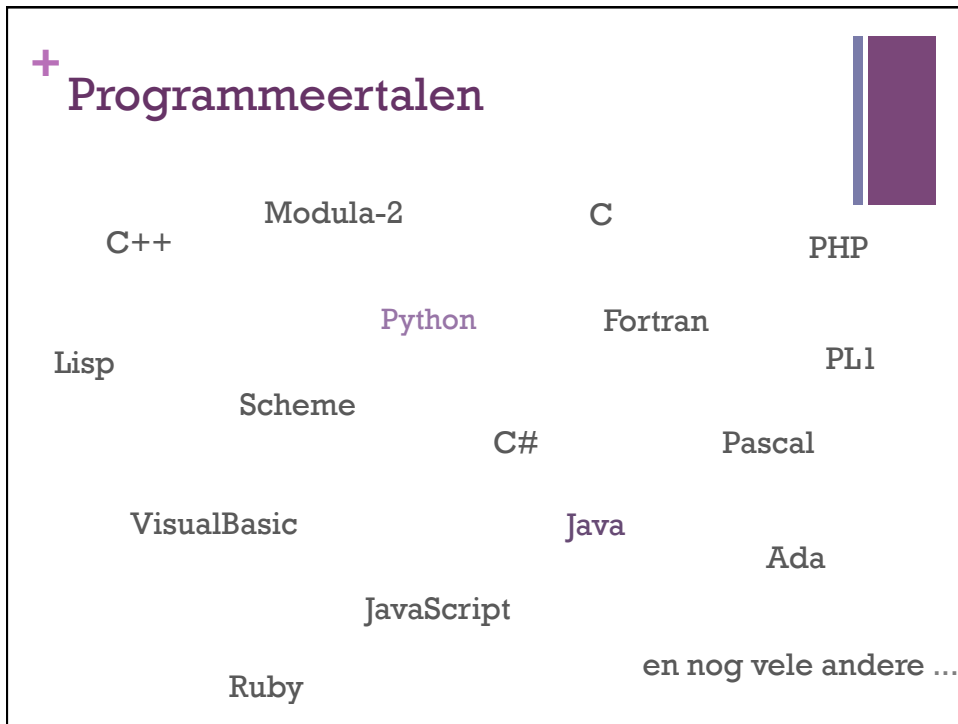 +
Programmeertalen
Modula-2
C
C++
PHP
Python
Fortran
Lisp
PL1
Scheme
C#
Pascal
VisualBasic
Java
Ada
JavaScript
en nog vele andere ...
Ruby